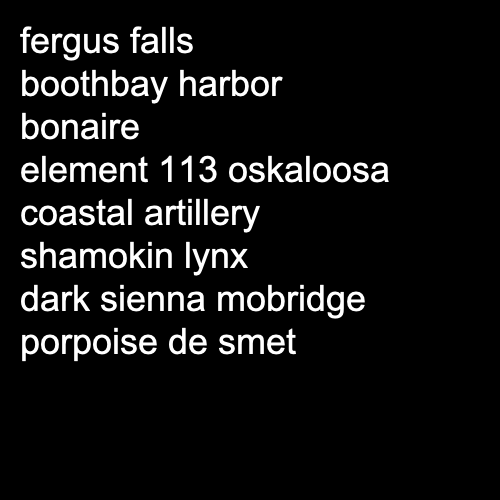 fergus falls
boothbay harbor
bonaire
element 113 oskaloosa
coastal artillery
shamokin lynx
dark sienna mobridge
porpoise de smet